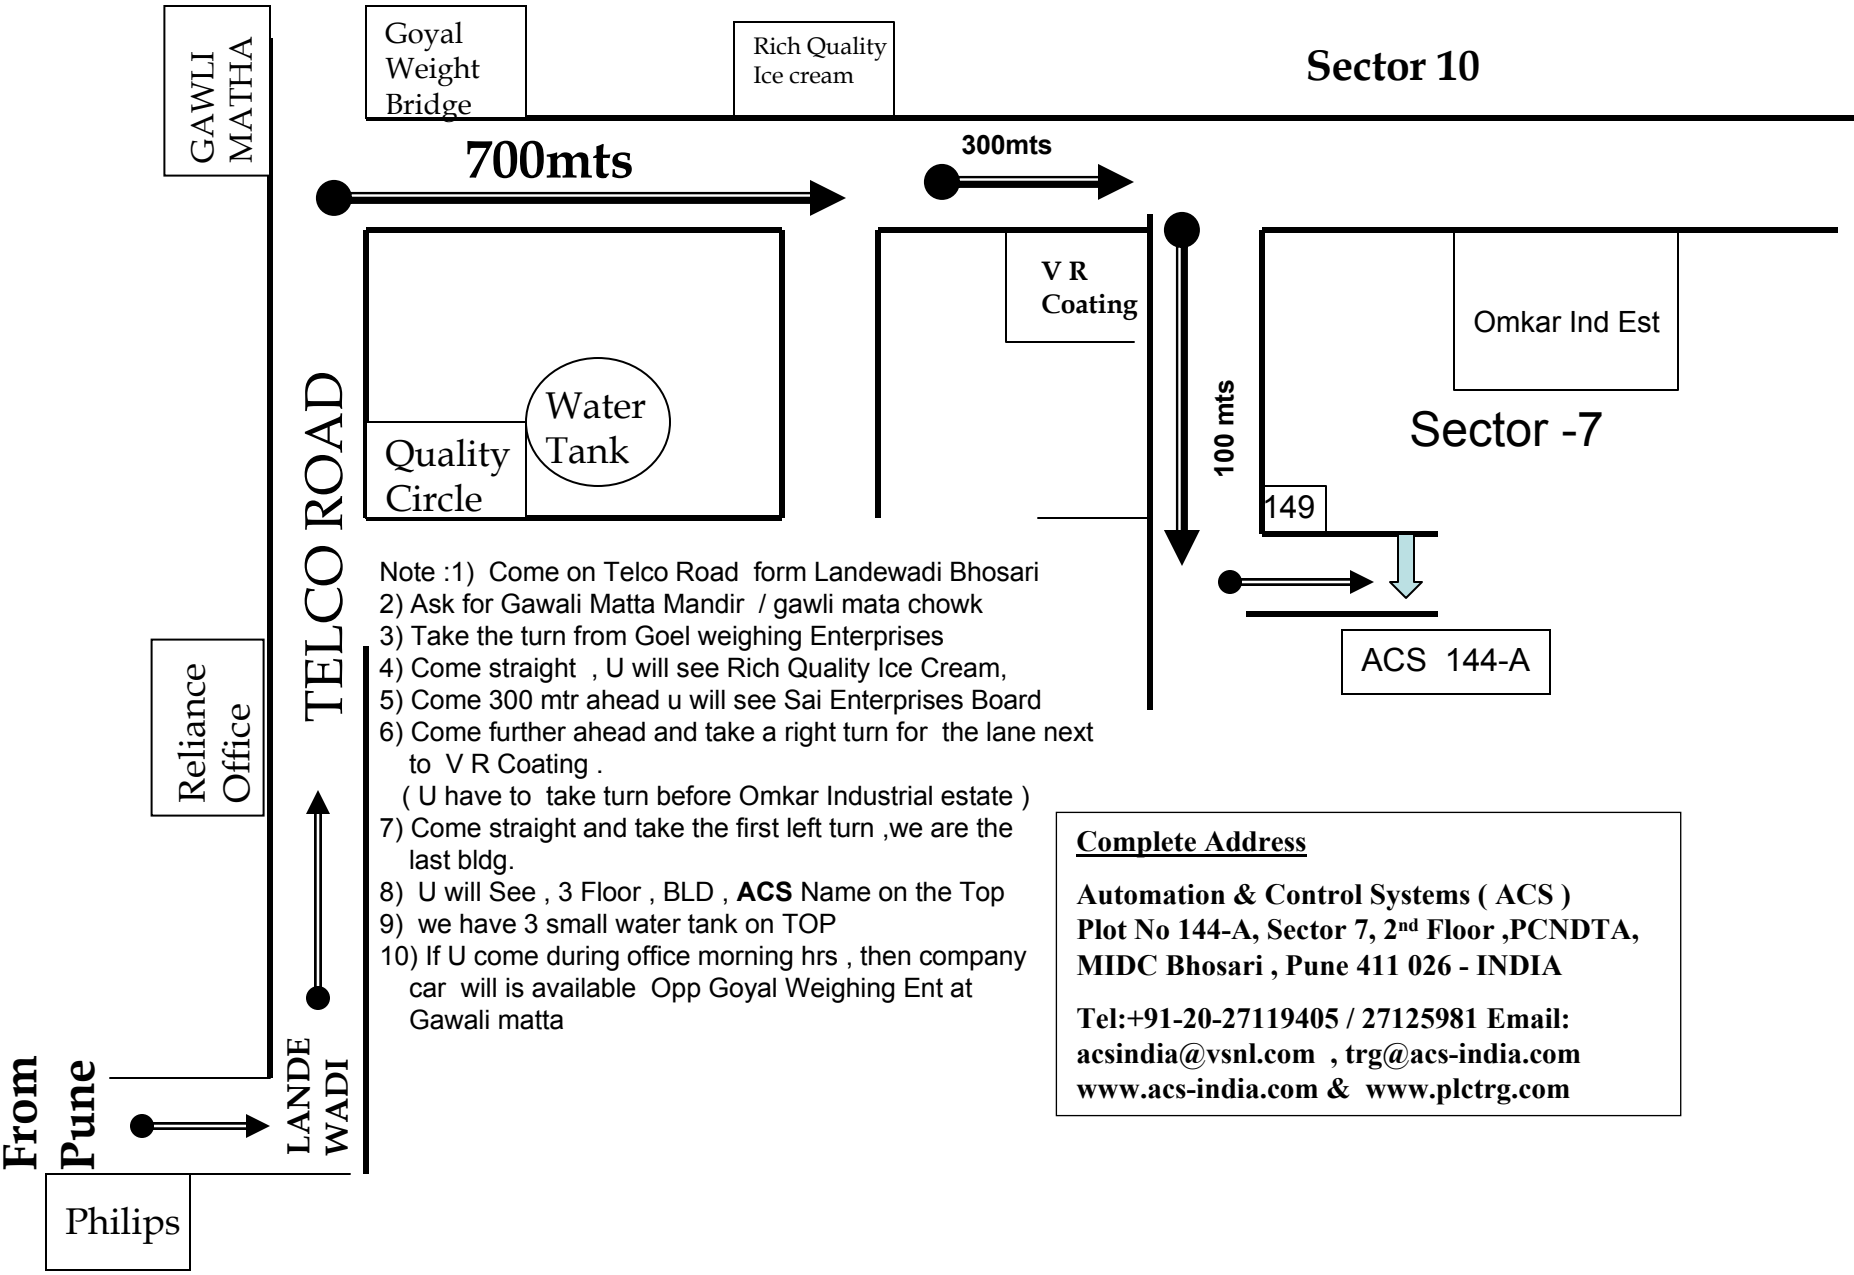 GAWLI
MATHA
Goyal
Weight
Bridge
Rich Quality
Ice cream
Sector 10
700mts
300mts
V R
Coating
Omkar Ind Est
Water
Tank
Quality
Circle
TELCO ROAD
100 mts
Sector -7
149
ACS 144-A
Reliance
Office
Note :1) Come on Telco Road form Landewadi Bhosari
2) Ask for Gawali Matta Mandir / gawli mata chowk
3) Take the turn from Goel weighing Enterprises
4) Come straight , U will see Rich Quality Ice Cream,
5) Come 300 mtr ahead u will see Sai Enterprises Board
6) Come further ahead and take a right turn for the lane next
to V R Coating .
( U have to take turn before Omkar Industrial estate )
7) Come straight and take the first left turn ,we are the
last bldg.
8) U will See , 3 Floor , BLD , ACS Name on the Top
9) we have 3 small water tank on TOP
10) If U come during office morning hrs , then company
car will is available Opp Goyal Weighing Ent at
Gawali matta
Complete Address
Automation & Control Systems ( ACS )
Plot No 144-A, Sector 7, 2nd Floor ,PCNDTA,
MIDC Bhosari , Pune 411 026 - INDIA
Tel:+91-20-27119405 / 27125981 Email:
acsindia@vsnl.com , trg@acs-india.com
www.acs-india.com & www.plctrg.com
From
Pune
LANDE
WADI
Philips